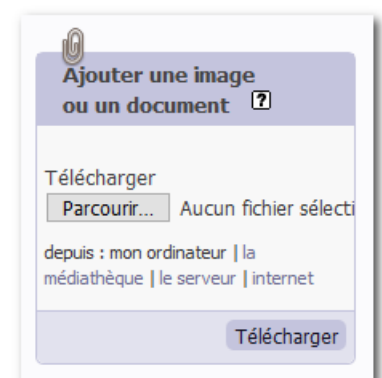 Ajouter une image
ou un document ?
Télécharger
Parcourir... Aucun fichier sélecti
depuis : mon ordinateur | la
médiathèque | le serveur | internet
Télécharger